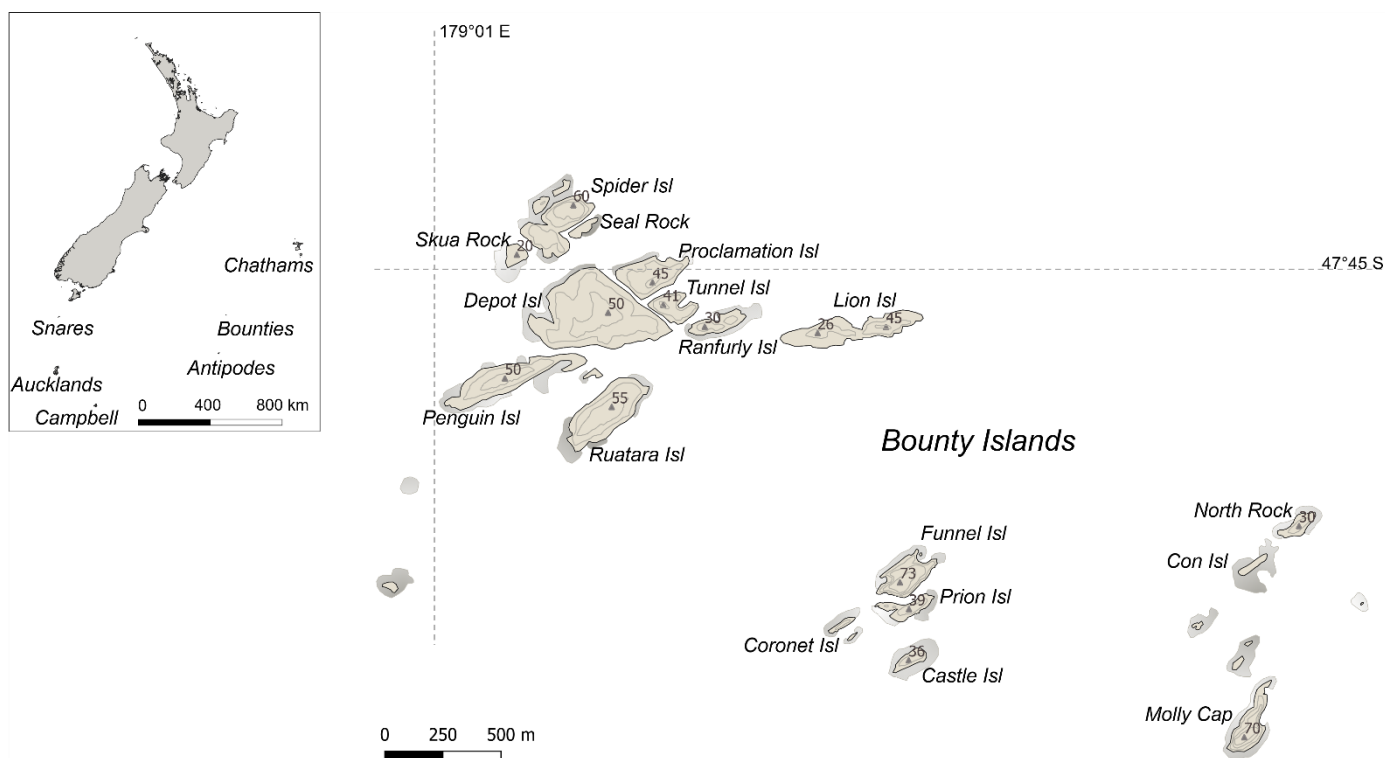 179°01 E
47°45 S
Chathams
Snares
Bounties
Antipodes
Aucklands
Campbell
0 400 800 km
Spider Isl
60
Seal Rock
Skua Rock
20
Proclamation Isl
45
Tunnel Isl
41
Depot Isl
50
Lion Isl
26
45
30
Ranfurly Isl
50
Penguin Isl
55
Ruatara Isl
Bounty Islands
North Rock
30
Funnel Isl
73
Con Isl
Prion Isl
39
Coronet Isl
36
Castle Isl
Molly Cap
70
0 250 500 m